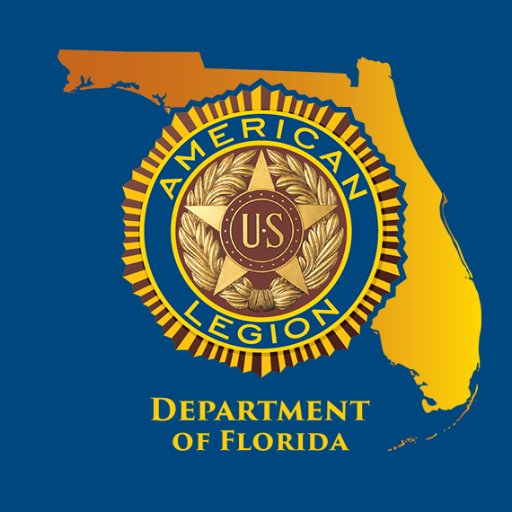 AMERICAN
U·S
LEGION
DEPARTMENT
OF FLORIDA